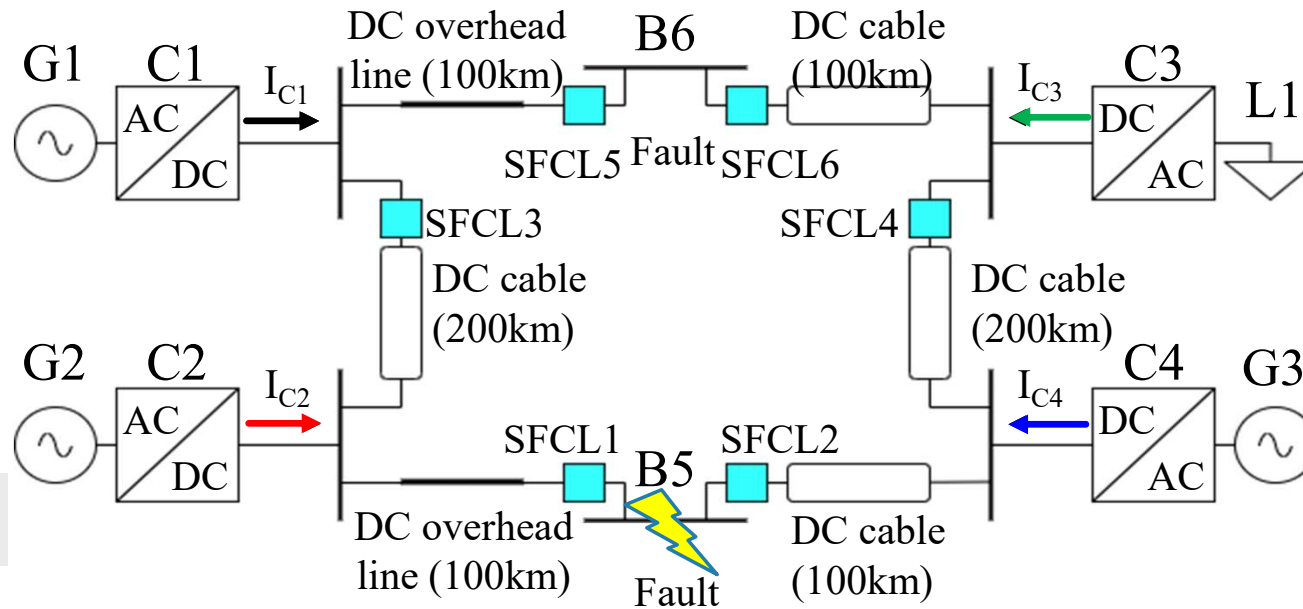 G1
C1
AC
DC
I_C1
DC overhead
line (100km)
B6
DC cable
(100km)
I_C3
C3
DC
AC
L1
SFCL5
Fault
SFCL6
SFCL3
SFCL4
DC cable
(200km)
DC cable
(200km)
G2
C2
AC
DC
I_C2
I_C4
C4
DC
AC
G3
SFCL1
B5
SFCL2
DC overhead
line (100km)
Fault
DC cable
(100km)